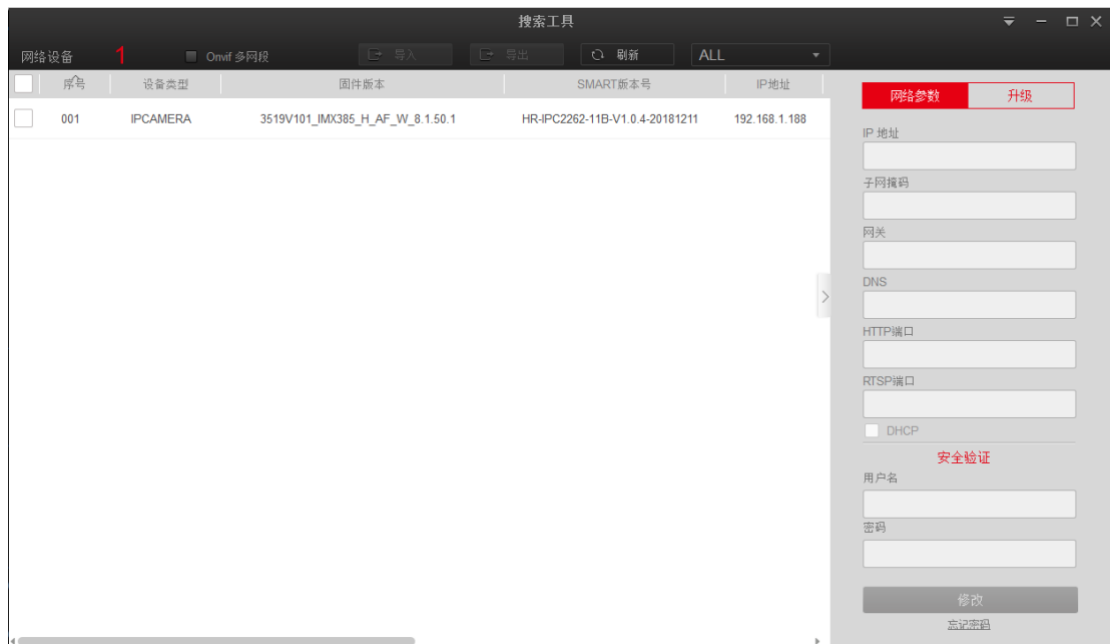 搜索工具
网络设备 1 Onvif 多网段 导入 导出 刷新 ALL
序号 设备类型 固件版本 SMART版本号 IP地址
001 IPCAMERA 3519V101_IMX385_H_AF_W_8.1.50.1 HR-IPC2262-11B-V1.0.4-20181211 192.168.1.188
网络参数 升级
IP 地址
子网掩码
网关
DNS
HTTP端口
RTSP端口
DHCP
安全验证
用户名
密码
修改
忘记密码